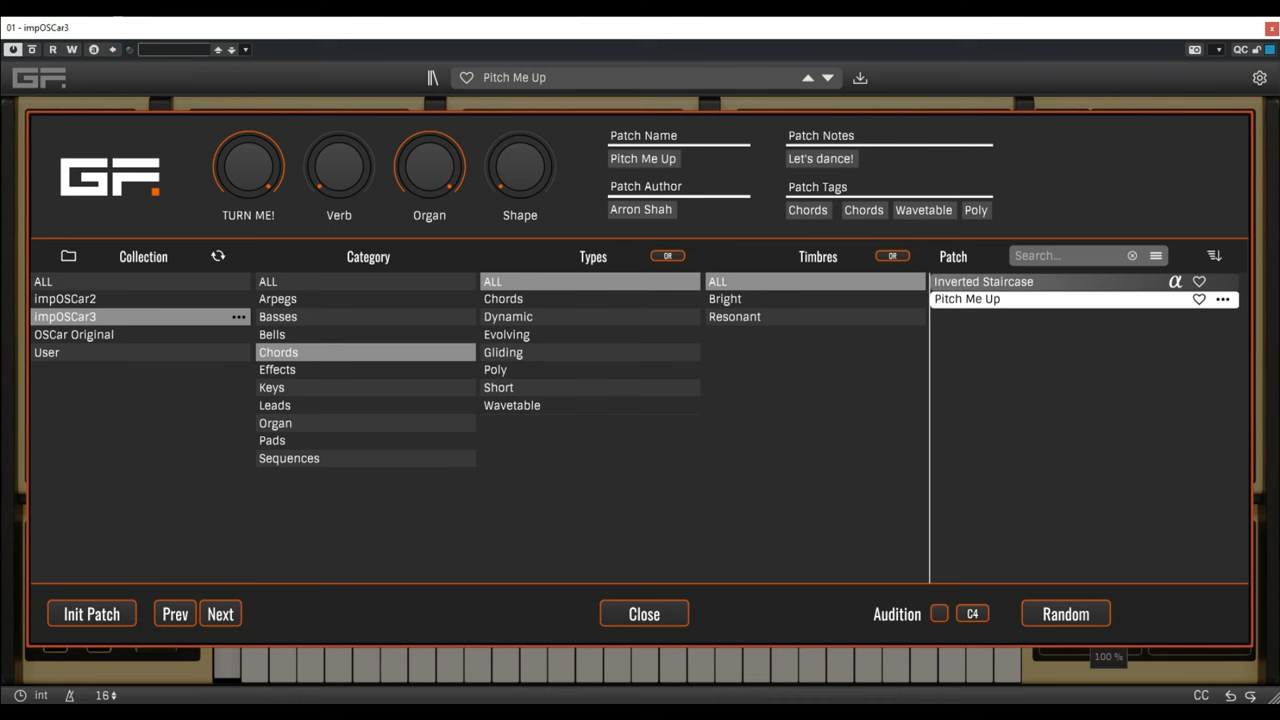 01 - impOSCar3
R W
QC
GF.
Pitch Me Up
GF.
TURN ME!
Verb
Organ
Shape
Patch Name
Pitch Me Up
Patch Author
Arron Shah
Patch Notes
Let's dance!
Patch Tags
Chords Chords Wavetable Poly
Collection
Category
Types OR
Timbres OR
Patch
Search...
ALL
impOSCar2
impOSCar3
OSCar Original
User
ALL
Arpegs
Basses
Bells
Chords
Effects
Keys
Leads
Organ
Pads
Sequences
ALL
Chords
Dynamic
Evolving
Gliding
Poly
Short
Wavetable
ALL
Bright
Resonant
Inverted Staircase α
Pitch Me Up
Init Patch
Prev
Next
Close
Audition
C4
Random
100 %
int
16
CC